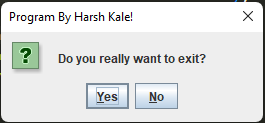 Program By Harsh Kale!
Do you really want to exit?
Yes No